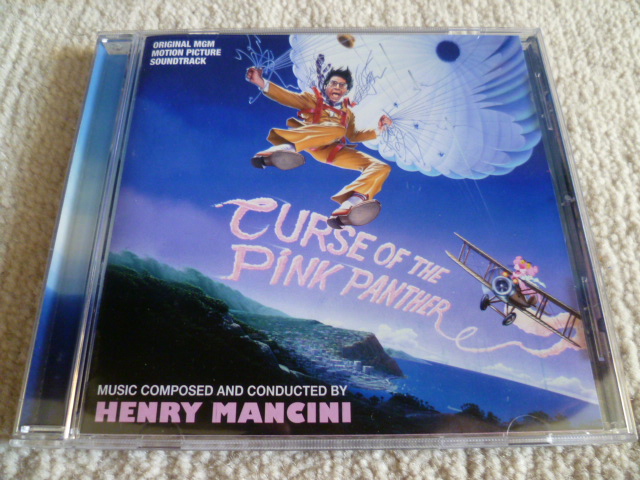 ORIGINAL MGM
MOTION PICTURE
SOUNDTRACK
CURSE OF THE
PINK PANTHER
MUSIC COMPOSED AND CONDUCTED BY
HENRY MANCINI